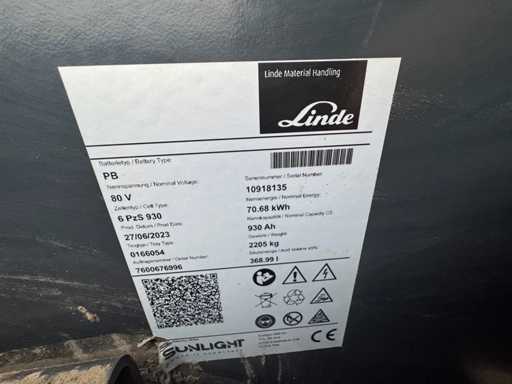 Linde Material Handling
Linde
Batterietyp / Battery Type
PB
Nennspannung / Nominal Voltage:
80 V
Zellentyp / Cell Type:
6 PzS 930
Prod. Datum / Prod Date:
27/06/2023
Trogtyp / Tray Type
0166054
Auftragsnummer / Order Number:
7600676996
Seriennummer / Serial Number:
10918135
Nennenergie / Nominal Energy:
70.68 kWh
Nennkapazität / Nominal Capacity C5
930 Ah
Gewicht / Weight
2205 kg
368.99 l
SUNLIGHT
CE